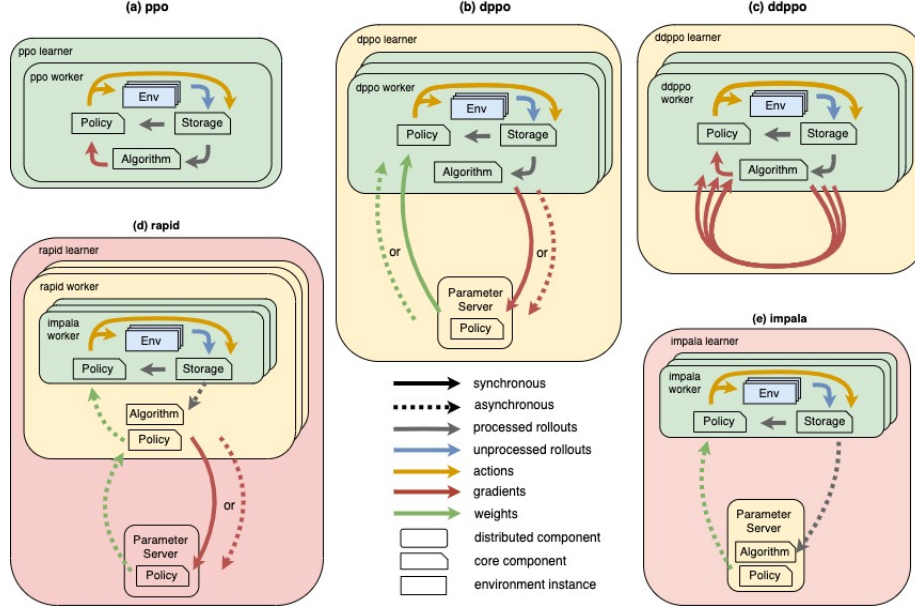 (a) ppo
ppo learner
ppo worker
Env
Policy
Storage
Algorithm
(b) dppo
dppo learner
dppo worker
Env
Policy
Storage
Algorithm
or
or
Parameter
Server
Policy
(c) ddppo
ddppo learner
ddppo
worker
Env
Policy
Storage
Algorithm
(d) rapid
rapid learner
rapid worker
impala
worker
Env
Policy
Storage
Algorithm
Policy
or
Parameter
Server
Policy
synchronous
asynchronous
processed rollouts
unprocessed rollouts
actions
gradients
weights
distributed component
core component
environment instance
(e) impala
impala learner
impala
worker
Env
Policy
Storage
Parameter
Server
Algorithm
Policy